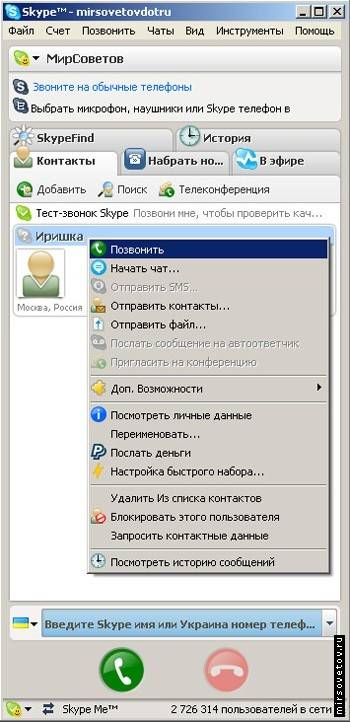 Skype™ - mirsovetovdotru
Файл Счет Позвонить Чаты Вид Инструменты Помощь
МирСоветов
Звоните на обычные телефоны
Выбрать микрофон, наушники или Skype телефон в
SkypeFind История
Контакты Набрать но... В эфире
Добавить Поиск Телеконференция
Тест-звонок Skype Позвони мне, чтобы проверить кач...
Иришка
Москва, Россия
Позвонить
Начать чат...
Отправить SMS...
Отправить контакты...
Отправить файл...
Послать сообщение на автоответчик
Пригласить на конференцию
Доп. Возможности
Посмотреть личные данные
Переименовать...
Послать деньги
Настройка быстрого набора...
Удалить Из списка контактов
Блокировать этого пользователя
Запросить контактные данные
Посмотреть историю сообщений
Введите Skype имя или Украина номер телеф...
Skype Me™ 2 726 314 пользователей в сети
mirsovetov.ru